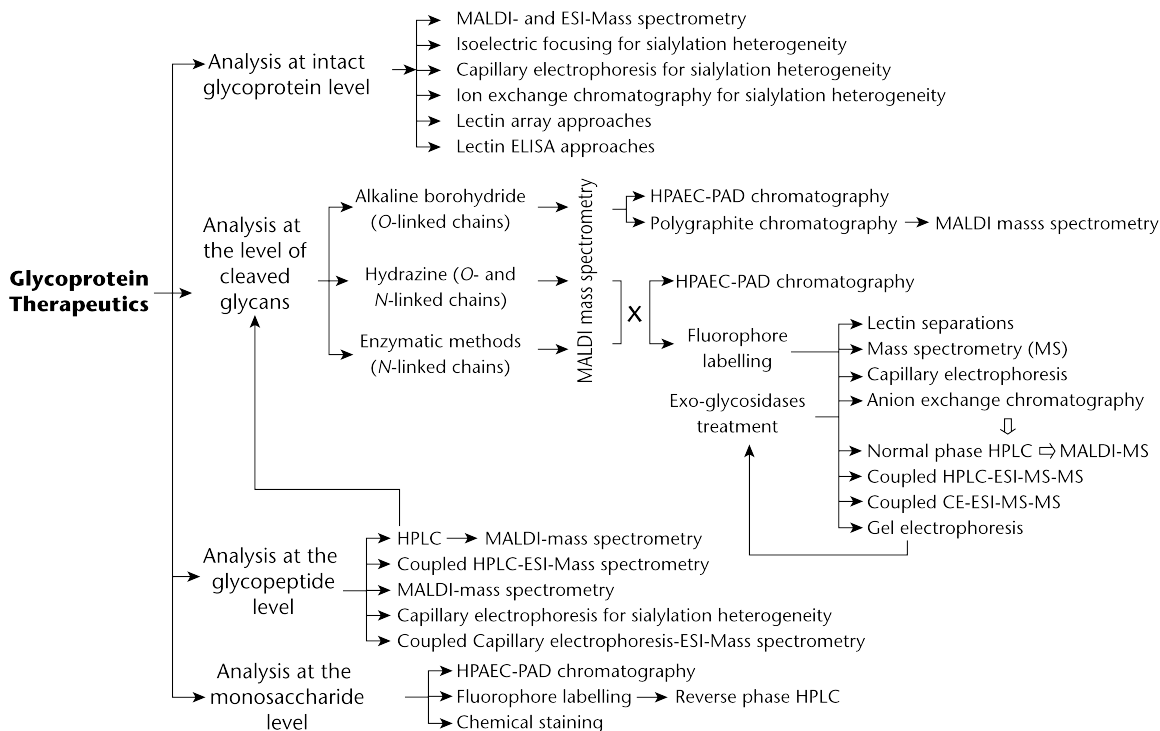 Glycoprotein
Therapeutics
Analysis at intact
glycoprotein level
MALDI- and ESI-Mass spectrometry
Isoelectric focusing for sialylation heterogeneity
Capillary electrophoresis for sialylation heterogeneity
Ion exchange chromatography for sialylation heterogeneity
Lectin array approaches
Lectin ELISA approaches
Analysis at
the level of
cleaved
glycans
Alkaline borohydride
(O-linked chains)
Hydrazine (O- and
N-linked chains)
Enzymatic methods
(N-linked chains)
MALDI mass spectrometry
HPAEC-PAD chromatography
Polygraphite chromatography
MALDI masss spectrometry
X
HPAEC-PAD chromatography
Fluorophore
labelling
Exo-glycosidases
treatment
Lectin separations
Mass spectrometry (MS)
Capillary electrophoresis
Anion exchange chromatography
Normal phase HPLC ⇨ MALDI-MS
Coupled HPLC-ESI-MS-MS
Coupled CE-ESI-MS-MS
Gel electrophoresis
Analysis at the
glycopeptide
level
HPLC
MALDI-mass spectrometry
Coupled HPLC-ESI-Mass spectrometry
MALDI-mass spectrometry
Capillary electrophoresis for sialylation heterogeneity
Coupled Capillary electrophoresis-ESI-Mass spectrometry
Analysis at the
monosaccharide
level
HPAEC-PAD chromatography
Fluorophore labelling
Reverse phase HPLC
Chemical staining